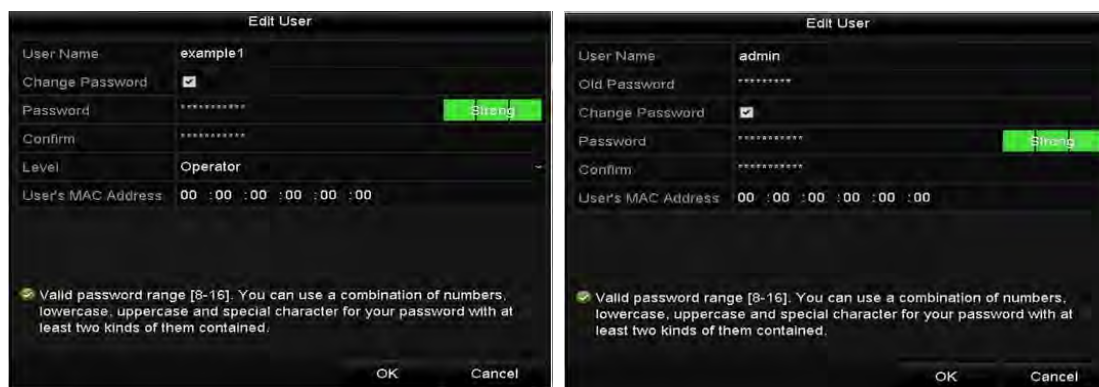 Edit User
User Name example1
Change Password
Password *********** Strong
Confirm ***********
Level Operator
User's MAC Address 00 :00 :00 :00 :00 :00
Valid password range [8-16]. You can use a combination of numbers,
lowercase, uppercase and special character for your password with at
least two kinds of them contained.
OK Cancel
Edit User
User Name admin
Old Password *********
Change Password
Password *********** Strong
Confirm ***********
User's MAC Address 00 :00 :00 :00 :00 :00
Valid password range [8-16]. You can use a combination of numbers,
lowercase, uppercase and special character for your password with at
least two kinds of them contained.
OK Cancel